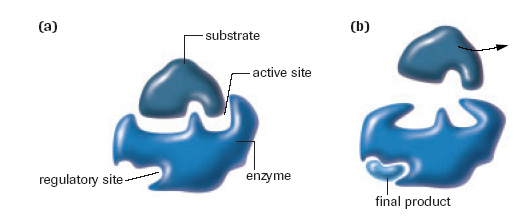 (a)
substrate
active site
regulatory site
enzyme
(b)
final product